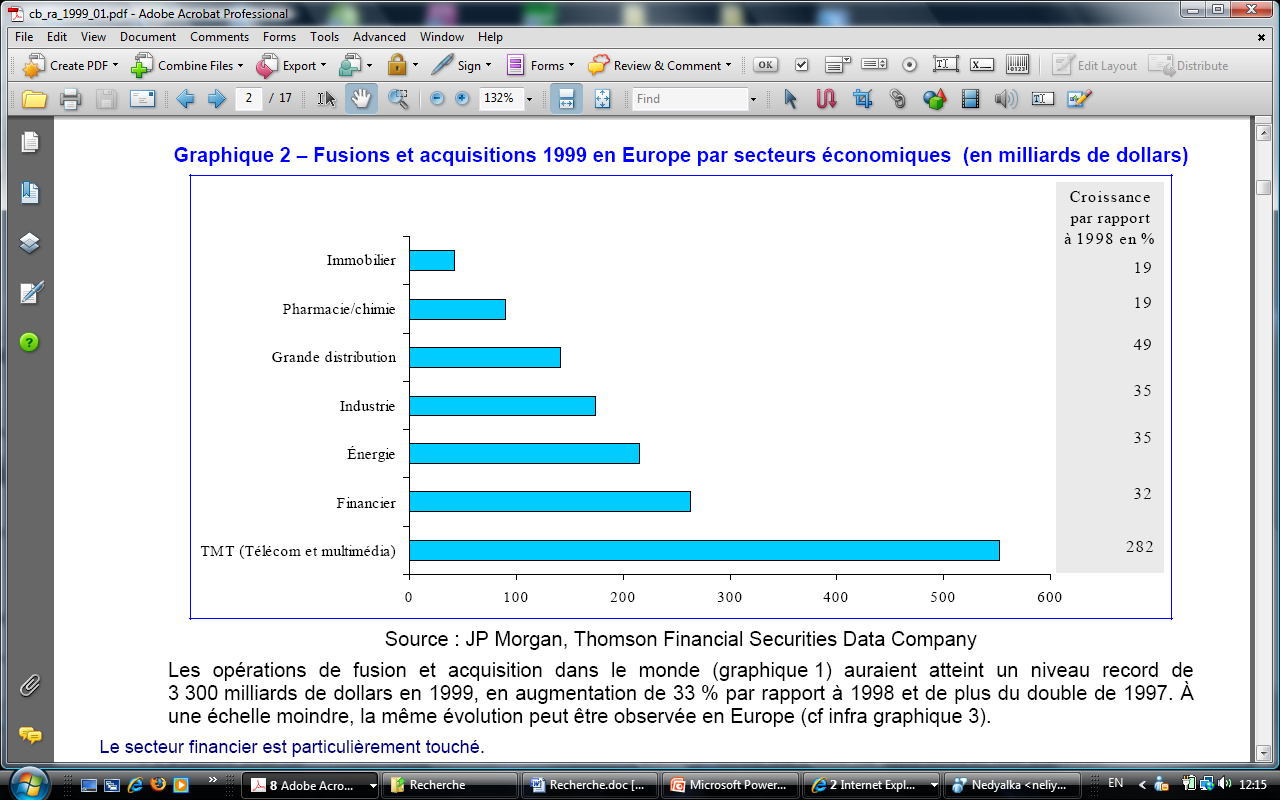 cb_ra_1999_01.pdf - Adobe Acrobat Professional
File Edit View Document Comments Forms Tools Advanced Window Help
Create PDF Combine Files Export Sign Forms Review & Comment OK Edit Layout Distribute
2 / 17 132% Find
Graphique 2 – Fusions et acquisitions 1999 en Europe par secteurs économiques (en milliards de dollars)
Croissance
par rapport
à 1998 en %
Immobilier 19
Pharmacie/chimie 19
Grande distribution 49
Industrie 35
Énergie 35
Financier 32
TMT (Télécom et multimédia) 282
0 100 200 300 400 500 600
Source : JP Morgan, Thomson Financial Securities Data Company
Les opérations de fusion et acquisition dans le monde (graphique 1) auraient atteint un niveau record de
3 300 milliards de dollars en 1999, en augmentation de 33 % par rapport à 1998 et de plus du double de 1997. À
une échelle moindre, la même évolution peut être observée en Europe (cf infra graphique 3).
Le secteur financier est particulièrement touché.
8 Adobe Acro... Recherche Recherche.doc [... Microsoft Power... 2 Internet Expl... Nedyalka <neliy... EN 12:15